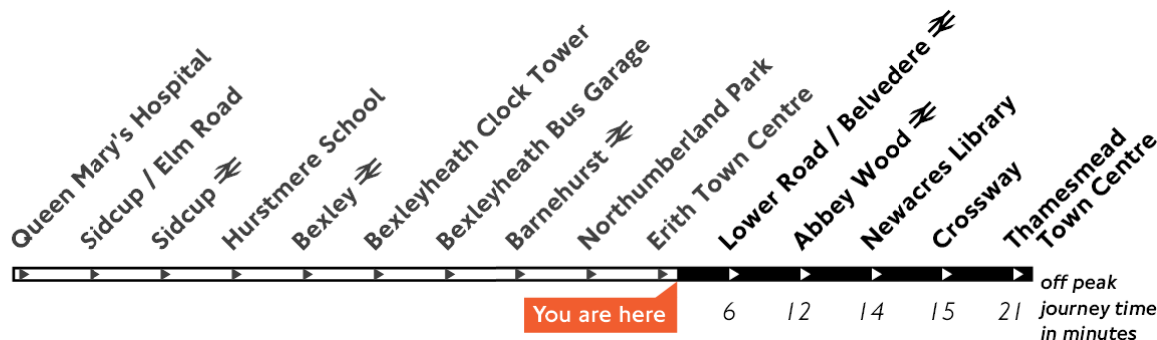 Queen Mary's Hospital
Sidcup / Elm Road
Sidcup
Hurstmere School
Bexley
Bexleyheath Clock Tower
Bexleyheath Bus Garage
Barnehurst
Northumberland Park
Erith Town Centre
Lower Road / Belvedere
Abbey Wood
Newacres Library
Crossway
Thamesmead
Town Centre
You are here
6 12 14 15 21
off peak
journey time
in minutes